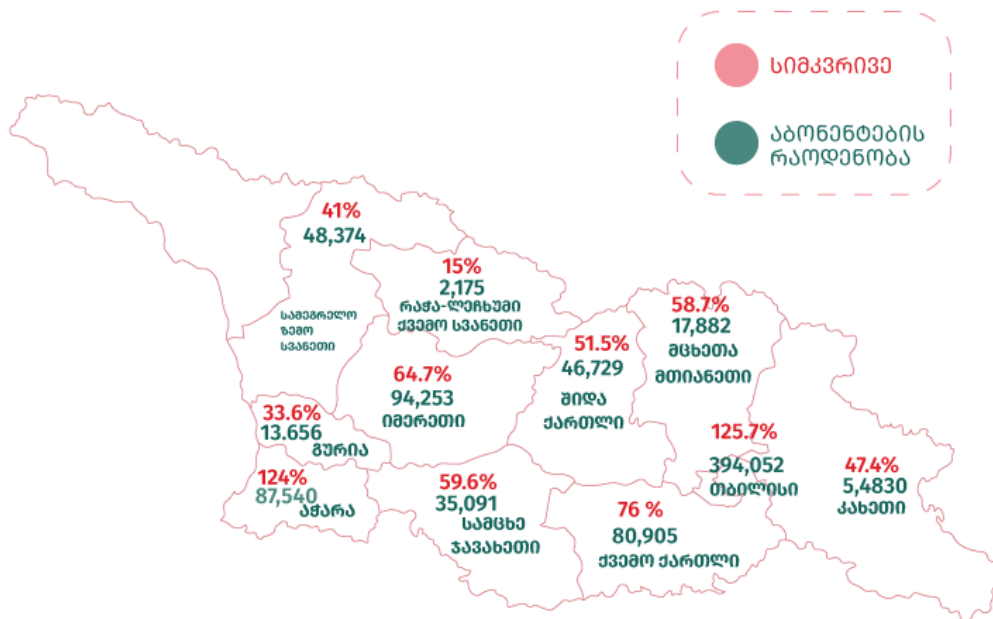 სიმკვრივე
აბონენტების
რაოდენობა
41%
48,374
სამეგრელო
ზემო
სვანეთი
15%
2,175
რაჭა-ლეჩხუმი
ქვემო სვანეთი
58.7%
17,882
მცხეთა
მთიანეთი
51.5%
46,729
შიდა
ქართლი
64.7%
94,253
იმერეთი
33.6%
13.656
გურია
124%
87,540
აჭარა
59.6%
35,091
სამცხე
ჯავახეთი
76 %
80,905
ქვემო ქართლი
125.7%
394,052
თბილისი
47.4%
5,4830
კახეთი